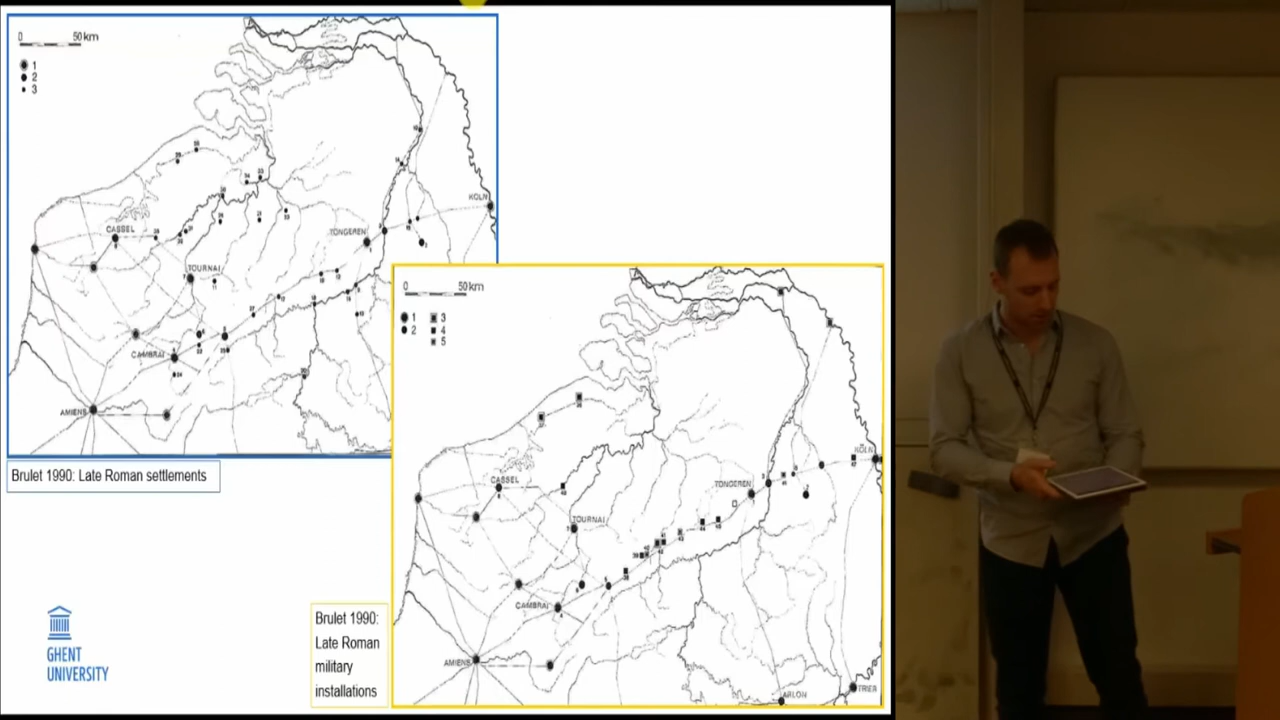 0 50 km
1
2
3
KÖLN
CASSEL
TONGEREN
TOURNAI
CAMBRAI
AMIENS
Brulet 1990: Late Roman settlements
0 50 km
1 3
2 4
5
KÖLN
CASSEL
TONGEREN
TOURNAI
CAMBRAI
AMIENS
ARLON
TRIER
Brulet 1990:
Late Roman
military
installations
GHENT
UNIVERSITY